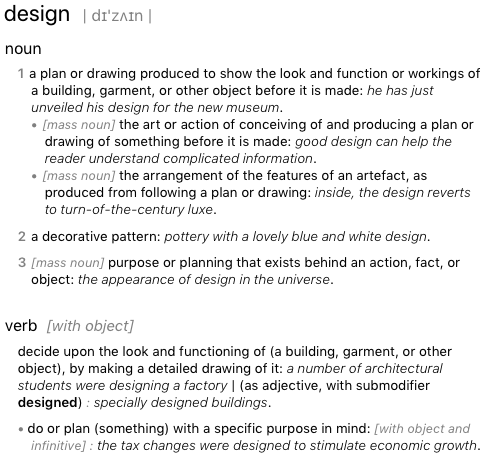 design | dɪˈzʌɪn |
noun
1 a plan or drawing produced to show the look and function or workings of
a building, garment, or other object before it is made: he has just
unveiled his design for the new museum.
• [mass noun] the art or action of conceiving of and producing a plan or
drawing of something before it is made: good design can help the
reader understand complicated information.
• [mass noun] the arrangement of the features of an artefact, as
produced from following a plan or drawing: inside, the design reverts
to turn-of-the-century luxe.
2 a decorative pattern: pottery with a lovely blue and white design.
3 [mass noun] purpose or planning that exists behind an action, fact, or
object: the appearance of design in the universe.
verb [with object]
decide upon the look and functioning of (a building, garment, or other
object), by making a detailed drawing of it: a number of architectural
students were designing a factory | (as adjective, with submodifier
designed) : specially designed buildings.
• do or plan (something) with a specific purpose in mind: [with object and
infinitive] : the tax changes were designed to stimulate economic growth.